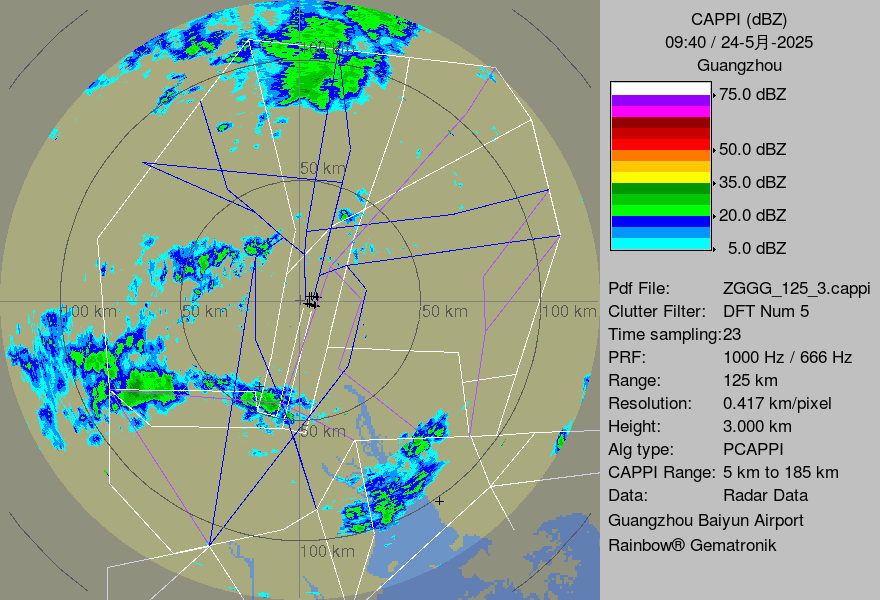 CAPPI (dBZ)
09:40 / 24-5月-2025
Guangzhou
75.0 dBZ
50.0 dBZ
35.0 dBZ
20.0 dBZ
5.0 dBZ
Pdf File: ZGGG_125_3.cappi
Clutter Filter: DFT Num 5
Time sampling:23
PRF: 1000 Hz / 666 Hz
Range: 125 km
Resolution: 0.417 km/pixel
Height: 3.000 km
Alg type: PCAPPI
CAPPI Range: 5 km to 185 km
Data: Radar Data
Guangzhou Baiyun Airport
Rainbow® Gematronik
100 km
50 km
100 km
50 km
50 km
100 km
50 km
100 km